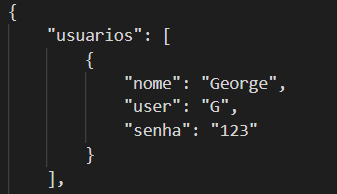 {
    "usuarios": [
        {
            "nome": "George",
            "user": "G",
            "senha": "123"
        }
    ],